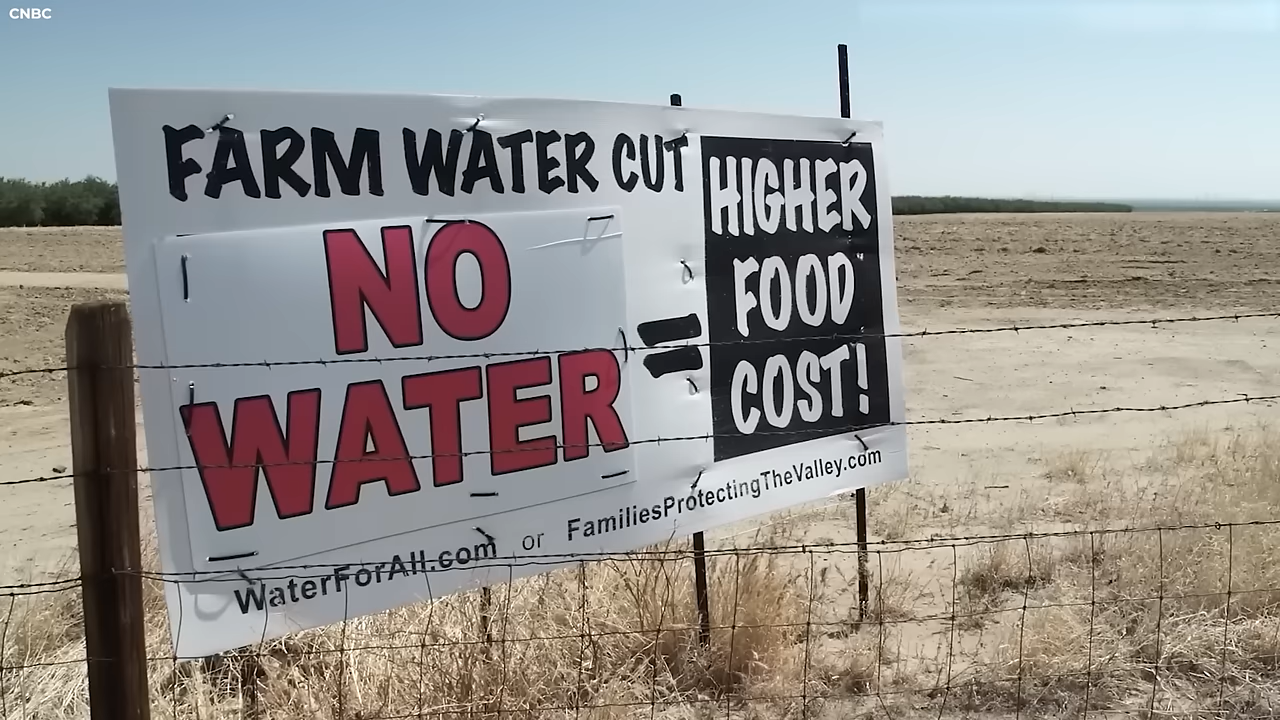 CNBC
FARM WATER CUT
NO
WATER
=
HIGHER
FOOD
COST!
WaterForAll.com or FamiliesProtectingTheValley.com